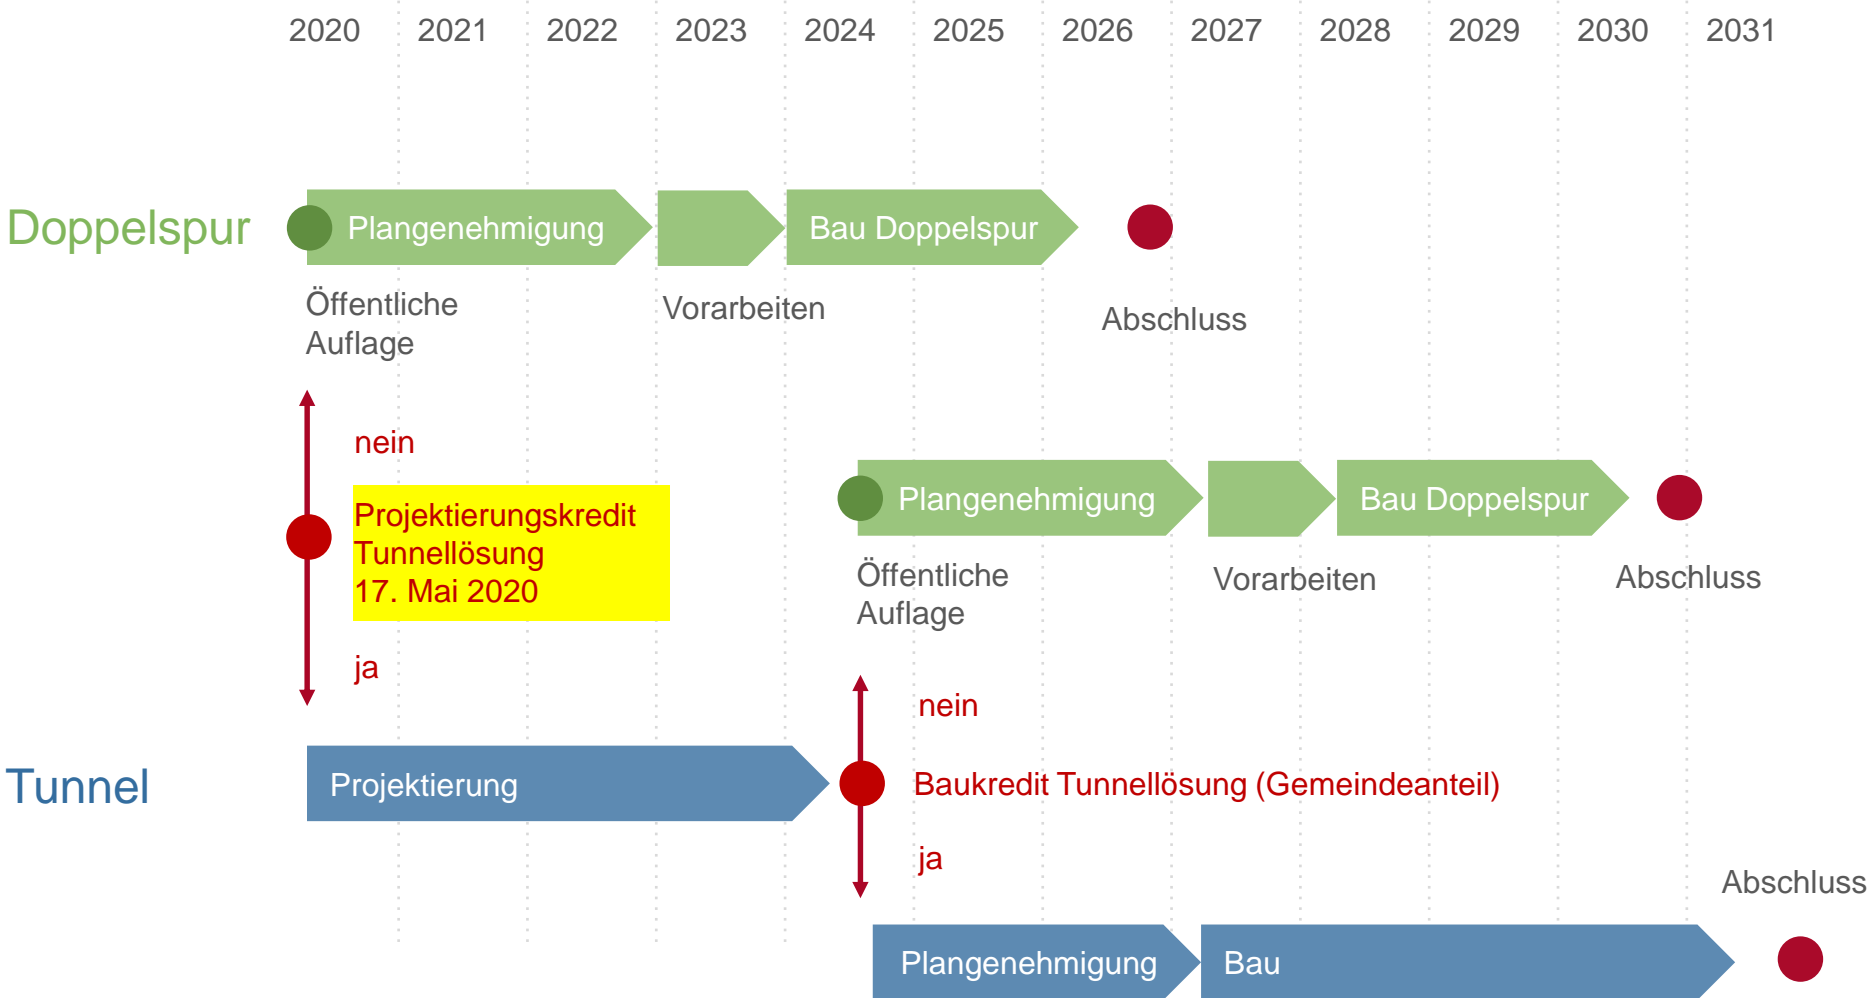 2020 2021 2022 2023 2024 2025 2026 2027 2028 2029 2030 2031
Doppelspur
Plangenehmigung
Bau Doppelspur
Öffentliche
Auflage
Vorarbeiten
Abschluss
nein
Projektierungskredit
Tunnellösung
17. Mai 2020
ja
Plangenehmigung
Bau Doppelspur
Öffentliche
Auflage
Vorarbeiten
Abschluss
Tunnel
Projektierung
nein
Baukredit Tunnellösung (Gemeindeanteil)
ja
Abschluss
Plangenehmigung
Bau